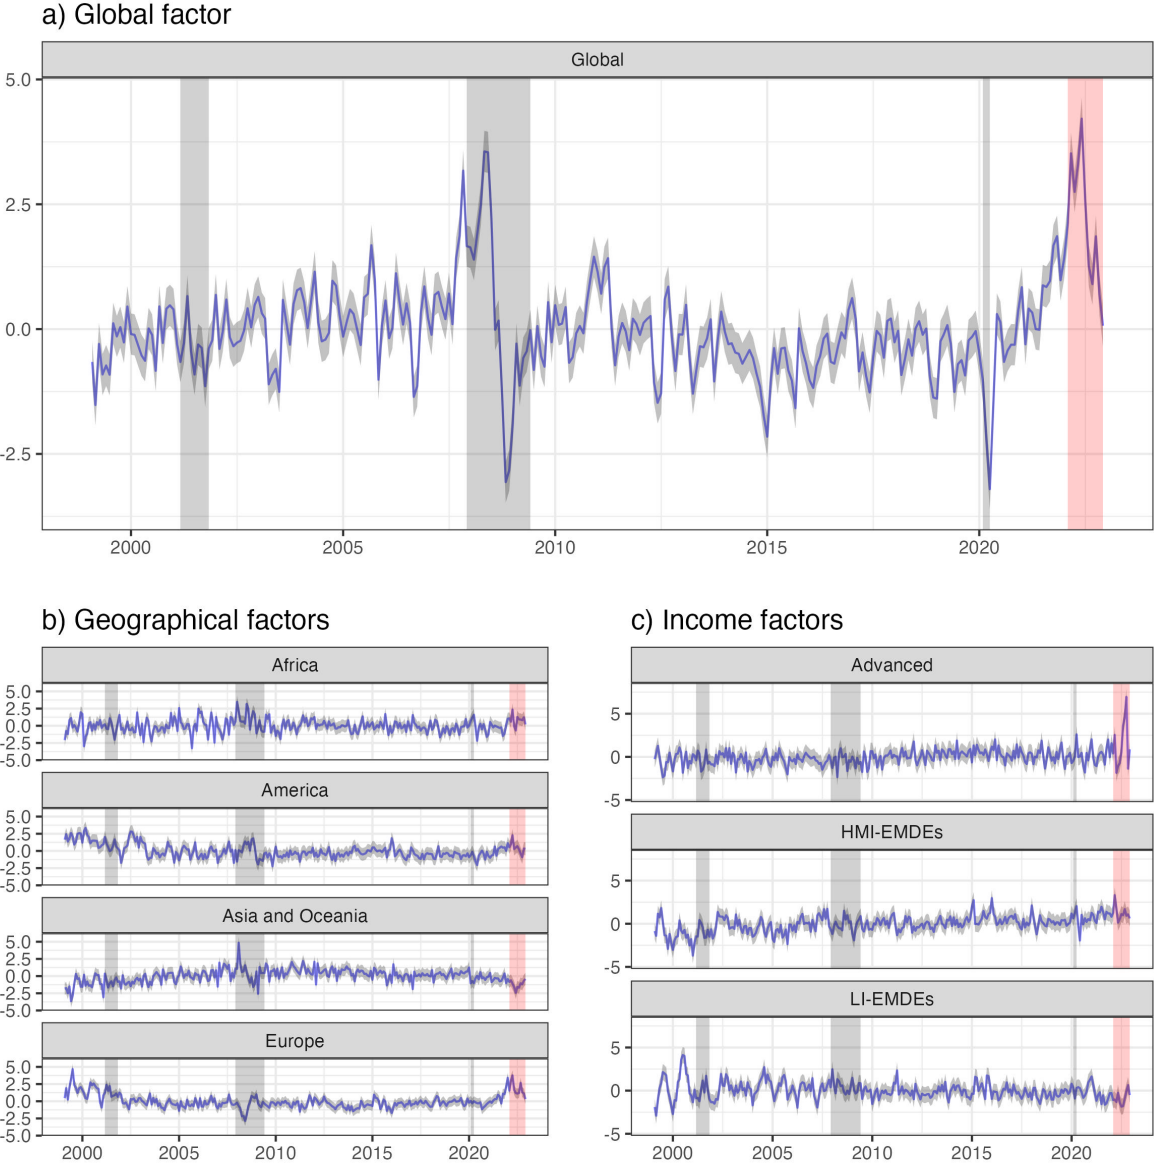 a) Global factor
Global
5.0
2.5
0.0
-2.5
2000 2005 2010 2015 2020
b) Geographical factors
Africa
5.0
2.5
0.0
-2.5
-5.0
America
5.0
2.5
0.0
-2.5
-5.0
Asia and Oceania
5.0
2.5
0.0
-2.5
-5.0
Europe
5.0
2.5
0.0
-2.5
-5.0
2000 2005 2010 2015 2020
c) Income factors
Advanced
5
0
-5
HMI-EMDEs
5
0
-5
LI-EMDEs
5
0
-5
2000 2005 2010 2015 2020